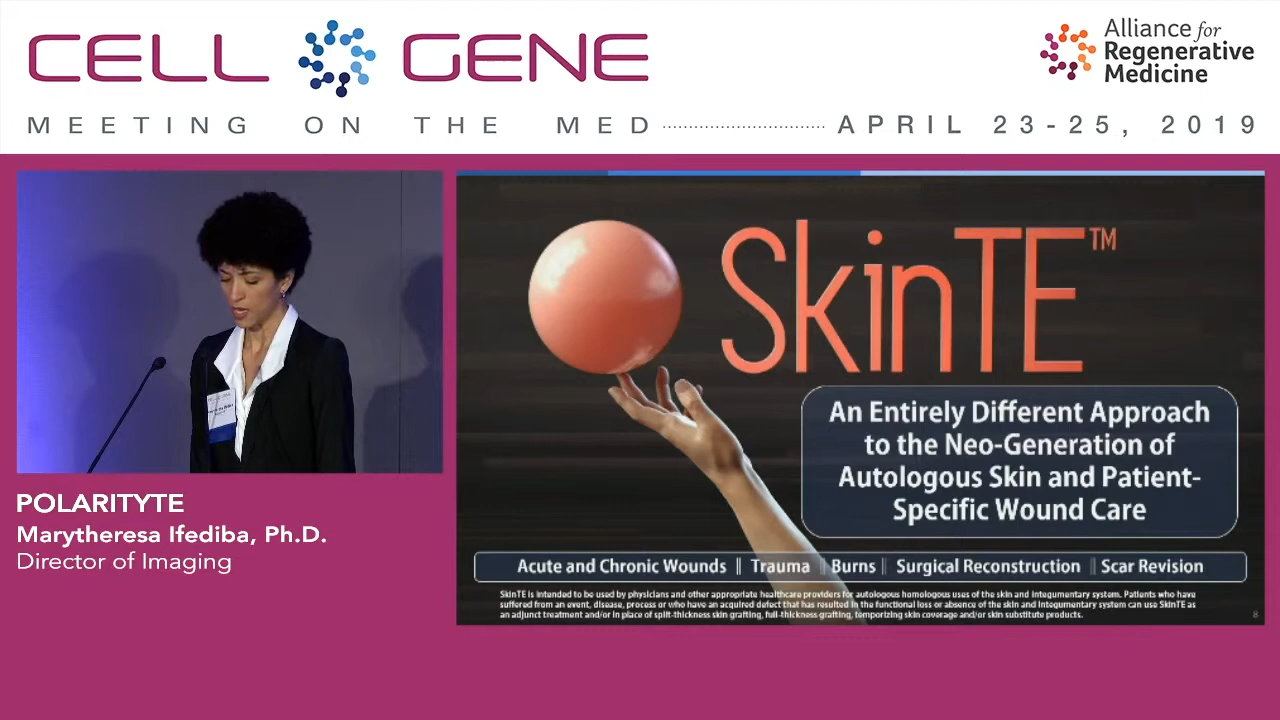 CELL GENE
Alliance for
Regenerative
Medicine
MEETING ON THE MED
APRIL 23-25, 2019
SkinTE™
An Entirely Different Approach
to the Neo-Generation of
Autologous Skin and Patient-
Specific Wound Care
Acute and Chronic Wounds || Trauma || Burns || Surgical Reconstruction || Scar Revision
SkinTE is intended to be used by physicians and other appropriate healthcare providers for autologous homologous uses of the skin and integumentary system. Patients who have
suffered from an event, disease, process or who have an acquired defect that has resulted in the functional loss or absence of the skin and integumentary system can use SkinTE as
an adjunct treatment and/or in place of split-thickness skin grafting, full-thickness grafting, temporizing skin coverage and/or skin substitute products.
8
POLARITYTE
Marytheresa Ifediba, Ph.D.
Director of Imaging